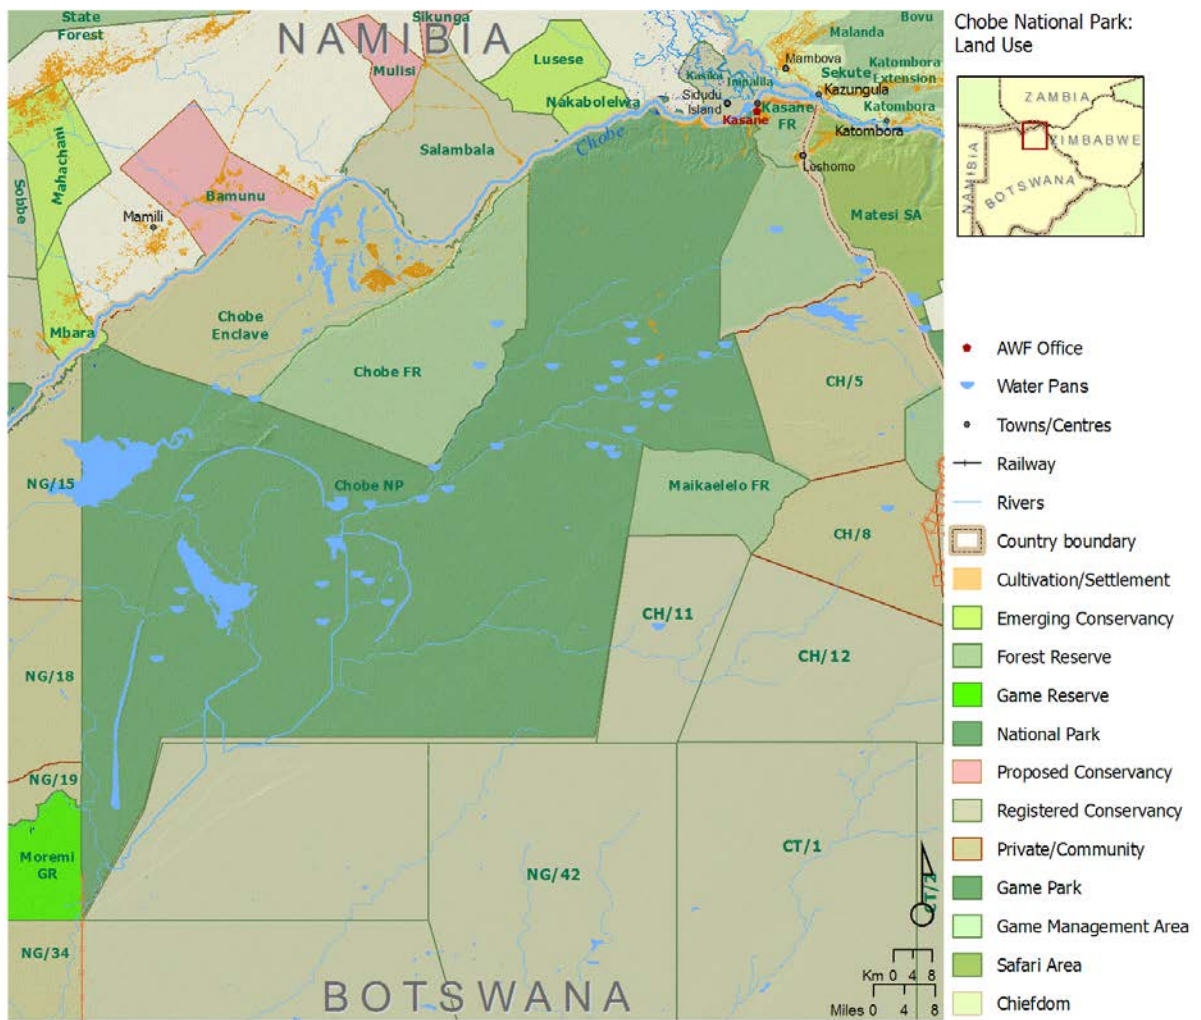 Chobe National Park:
Land Use
ZAMBIA
ZIMBABWE
NAMIBIA
BOTSWANA
AWF Office
Water Pans
Towns/Centres
Railway
Rivers
Country boundary
Cultivation/Settlement
Emerging Conservancy
Forest Reserve
Game Reserve
National Park
Proposed Conservancy
Registered Conservancy
Private/Community
Game Park
Game Management Area
Safari Area
Chiefdom
State
Forest
NAMIBIA
Sikunga
Mulisi
Lusese
Nakabolelwa
Bovu
Malanda
Mambova
Katombora
Extension
Sekute
Kasika
Impalila
Kazungula
Sidudu
Island
Kasane
Kasane
FR
Katombora
Katombora
Chobe
Salambala
Leshomo
Mahachani
Sobbe
Bamunu
Mamili
Matesi SA
Mbara
Chobe
Enclave
Chobe FR
CH/5
NG/15
Chobe NP
Maikaelelo FR
CH/8
CH/11
CH/12
NG/18
NG/19
Moremi
GR
NG/42
CT/1
CT/2
NG/34
BOTSWANA
Km 0 4 8
Miles 0 4 8